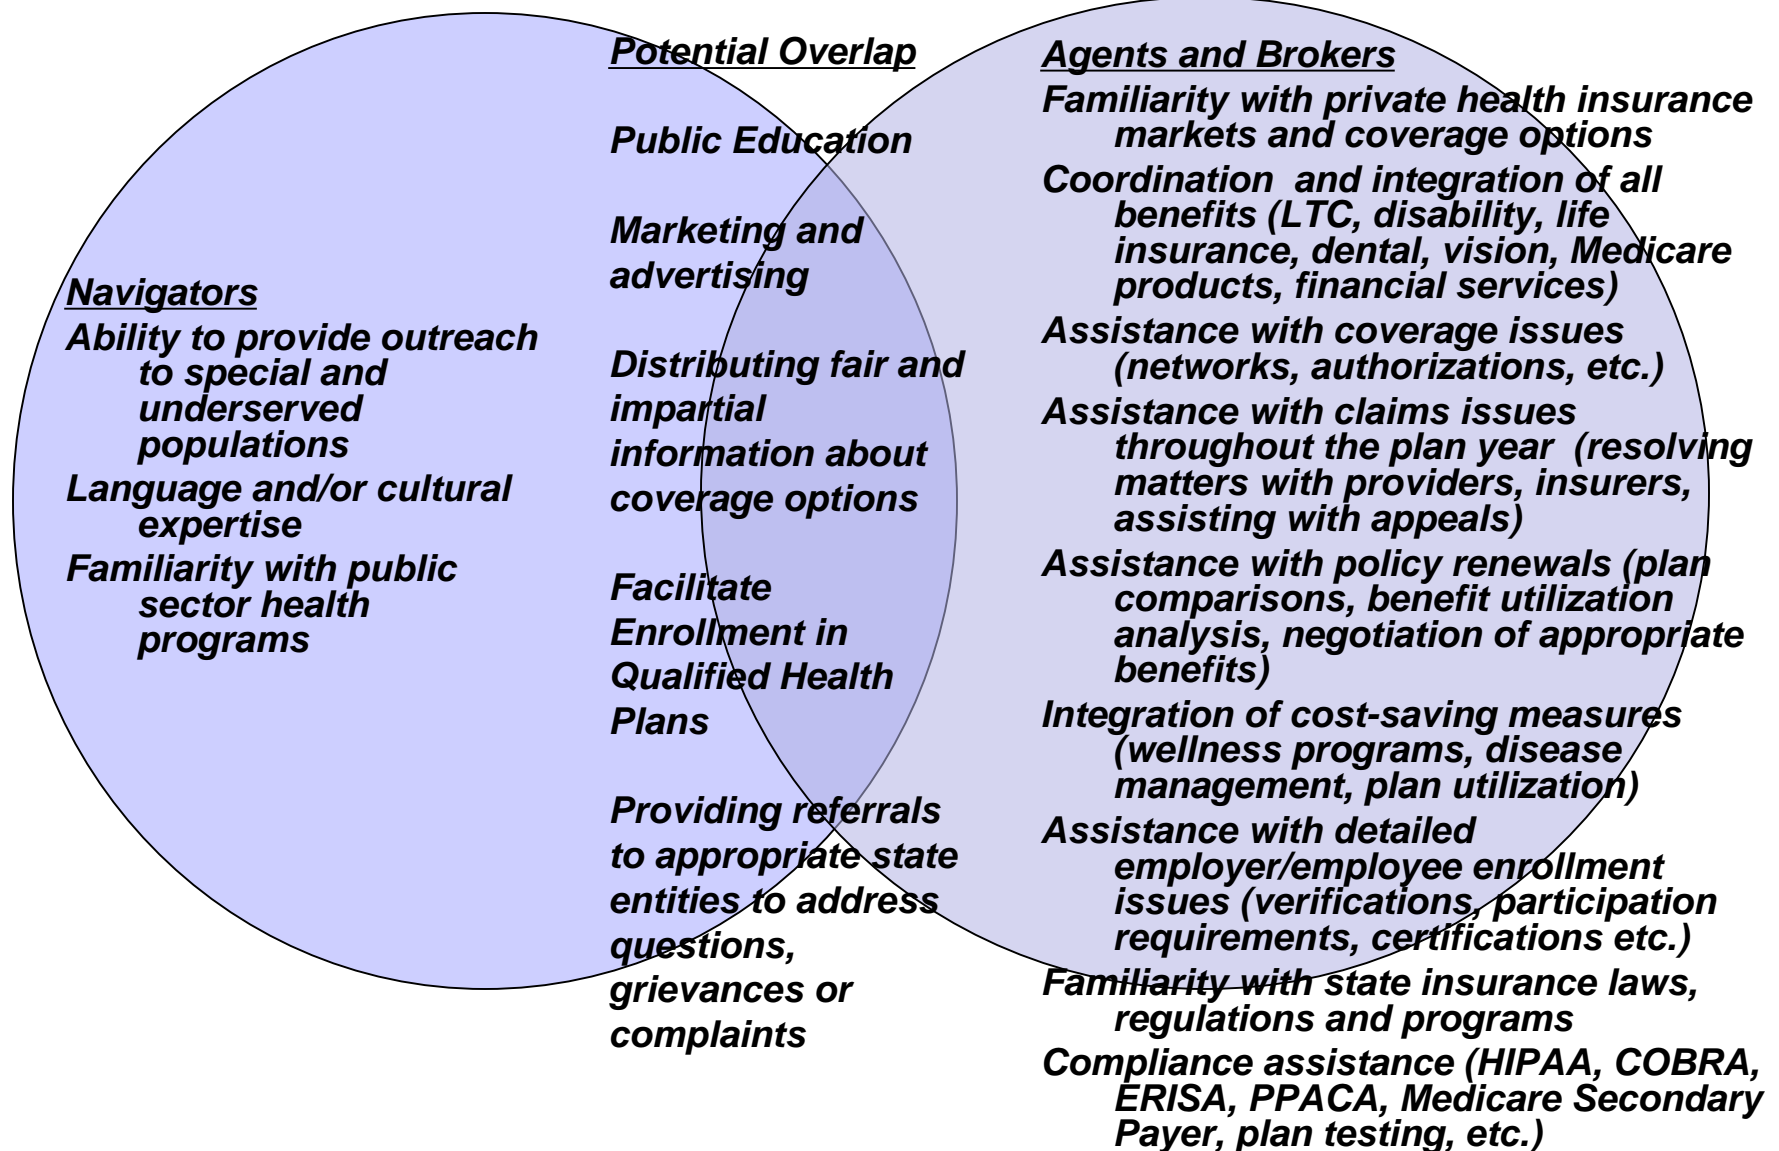 Navigators
Ability to provide outreach
to special and
underserved
populations
Language and/or cultural
expertise
Familiarity with public
sector health
programs
Potential Overlap
Public Education
Marketing and
advertising
Distributing fair and
impartial
information about
coverage options
Facilitate
Enrollment in
Qualified Health
Plans
Providing referrals
to appropriate state
entities to address
questions,
grievances or
complaints
Agents and Brokers
Familiarity with private health insurance
markets and coverage options
Coordination and integration of all
benefits (LTC, disability, life
insurance, dental, vision, Medicare
products, financial services)
Assistance with coverage issues
(networks, authorizations, etc.)
Assistance with claims issues
throughout the plan year (resolving
matters with providers, insurers,
assisting with appeals)
Assistance with policy renewals (plan
comparisons, benefit utilization
analysis, negotiation of appropriate
benefits)
Integration of cost-saving measures
(wellness programs, disease
management, plan utilization)
Assistance with detailed
employer/employee enrollment
issues (verifications, participation
requirements, certifications etc.)
Familiarity with state insurance laws,
regulations and programs
Compliance assistance (HIPAA, COBRA,
ERISA, PPACA, Medicare Secondary
Payer, plan testing, etc.)